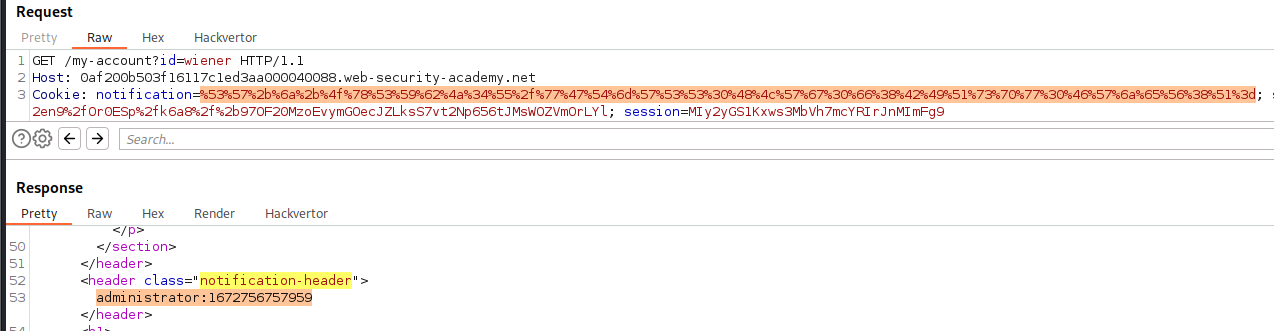 Request
Pretty Raw Hex Hackvertor
1 GET /my-account?id=wiener HTTP/1.1
2 Host: 0af200b503f16117c1ed3aa000040088.web-security-academy.net
3 Cookie: notification=%53%57%2b%6a%2b%4f%78%53%59%62%4a%34%55%2f%77%47%54%6d%57%53%53%30%48%4c%57%67%30%66%38%42%49%51%73%70%77%30%46%57%6a%65%56%38%51%3d; s
2en9%2f0r0ESp%2fk6a8%2f%2b97OF20MzoEvymG0ecJZLksS7vt2Np656tJMsWOZVmOrLYl; session=MIy2yGS1Kxws3MbVh7mcYRIrJnMImFg9
Search...
Response
Pretty Raw Hex Render Hackvertor
</p>
50 </section>
51 </header>
52 <header class="notification-header">
53 administrator:1672756757959
</header>
54 <h1>